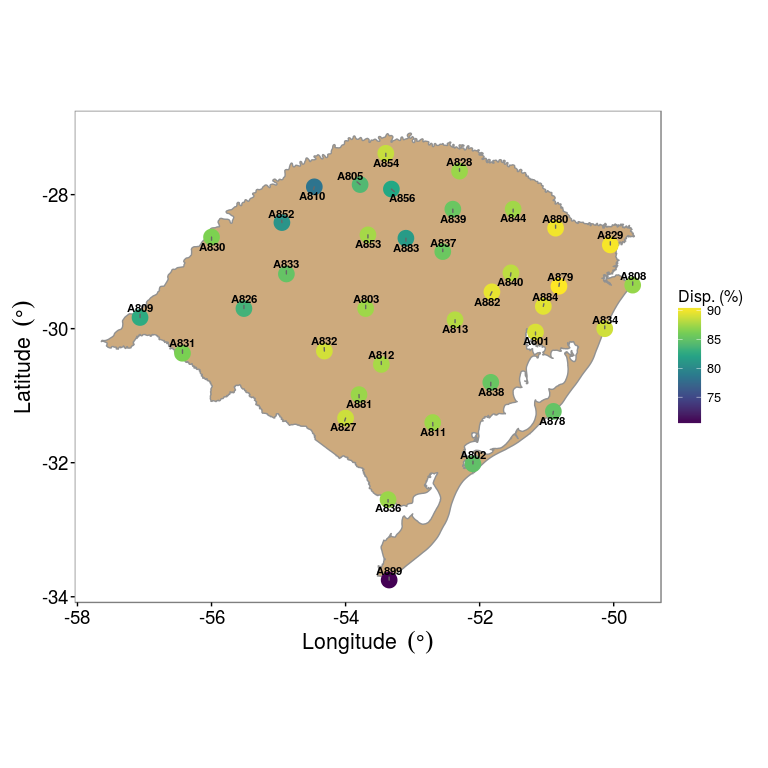 A854
A828
A805
A810
A856
A852
A839
A844
A880
A830
A853
A883
A837
A829
A833
A840
A879
A808
A809
A826
A803
A882
A884
A813
A834
A831
A832
A801
A812
A881
A838
A827
A811
A878
A802
A836
A899
-28
-30
-32
-34
-58
-56
-54
-52
-50
Latitude (°)
Longitude (°)
Disp. (%)
90
85
80
75